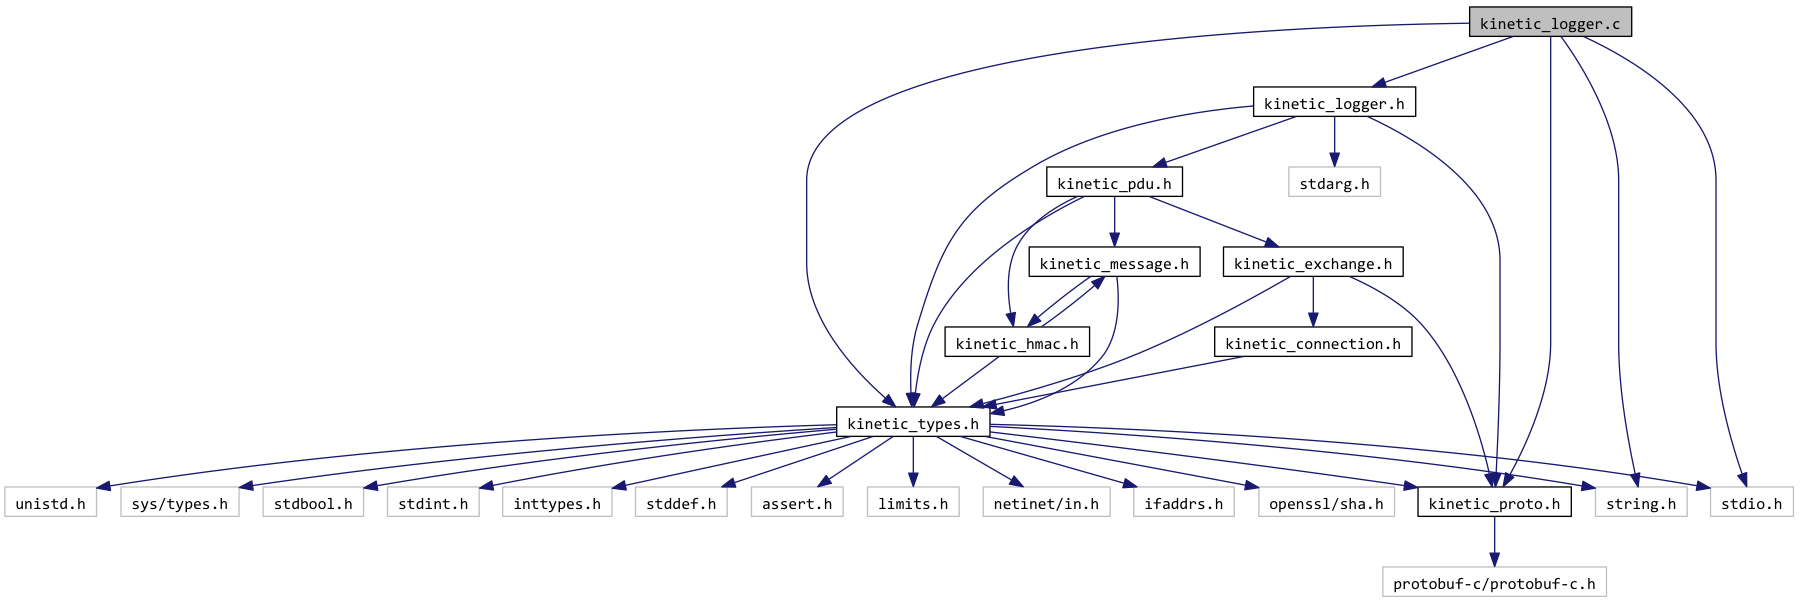 kinetic_logger.c
kinetic_logger.h
kinetic_pdu.h
stdarg.h
kinetic_message.h
kinetic_exchange.h
kinetic_hmac.h
kinetic_connection.h
kinetic_types.h
unistd.h
sys/types.h
stdbool.h
stdint.h
inttypes.h
stddef.h
assert.h
limits.h
netinet/in.h
ifaddrs.h
openssl/sha.h
kinetic_proto.h
string.h
stdio.h
protobuf-c/protobuf-c.h